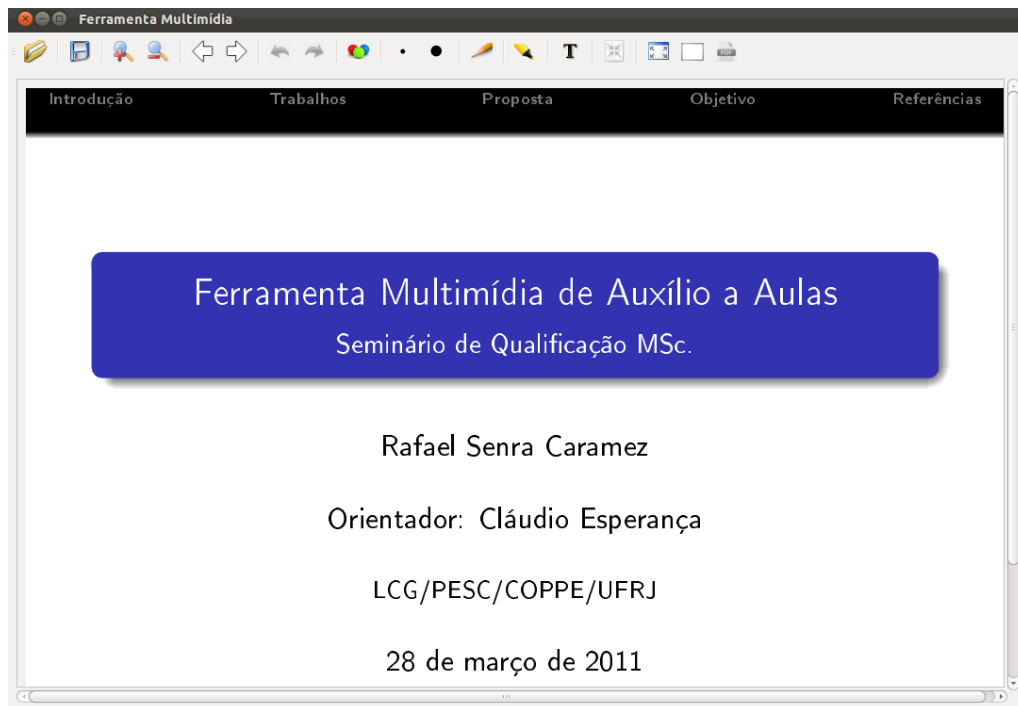 Ferramenta Multimídia
T
PDF
Introdução Trabalhos Proposta Objetivo Referências
Ferramenta Multimídia de Auxílio a Aulas
Seminário de Qualificação MSc.
Rafael Senra Caramez
Orientador: Cláudio Esperança
LCG/PESC/COPPE/UFRJ
28 de março de 2011